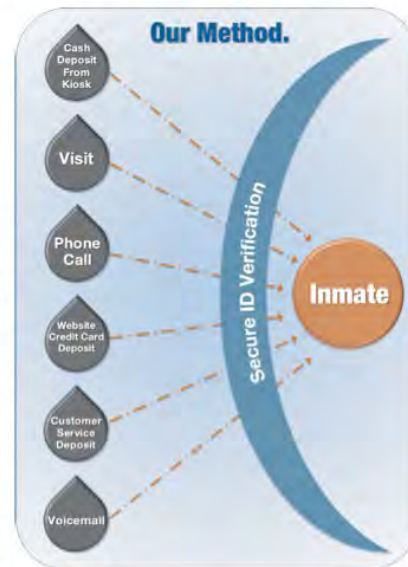 Our Method.
Cash
Deposit
From
Kiosk
Visit
Phone
Call
Website
Credit Card
Deposit
Customer
Service
Deposit
Voicemail
Secure ID Verification
Inmate